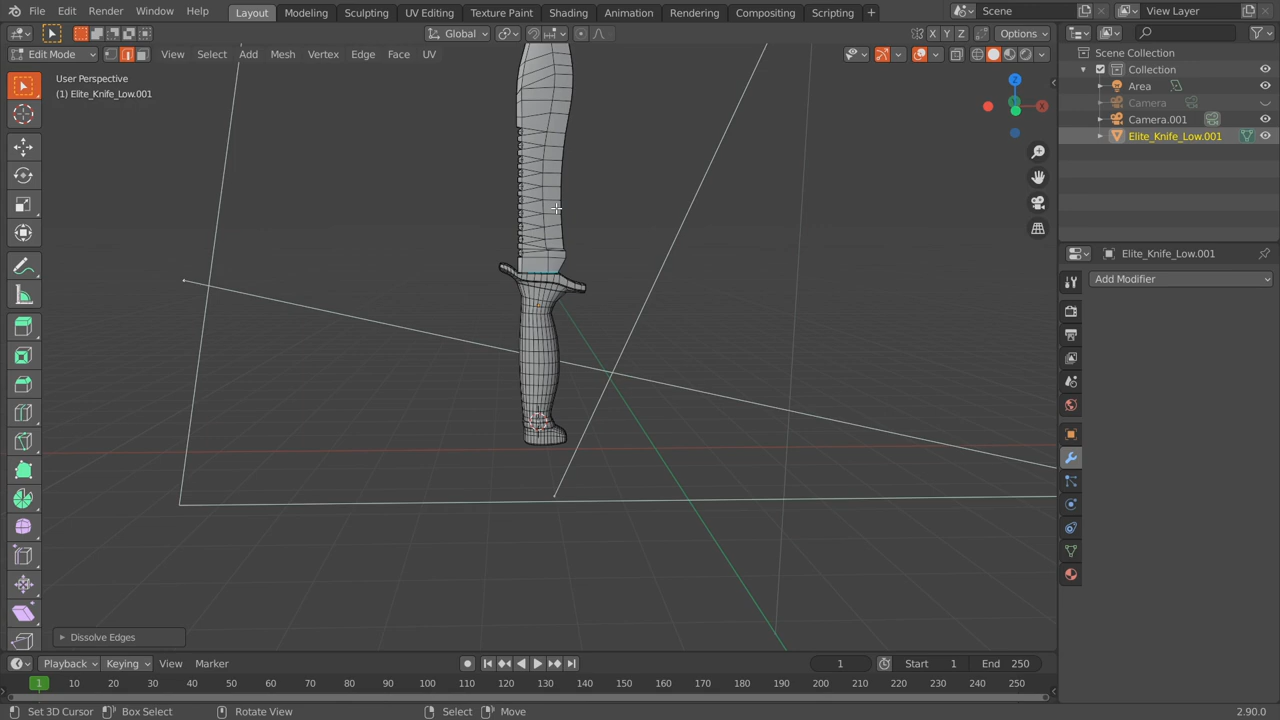 File Edit Render Window Help Layout Modeling Sculpting UV Editing Texture Paint Shading Animation Rendering Compositing Scripting + Scene View Layer
Edit Mode View Select Add Mesh Vertex Edge Face UV Global X Y Z Options
User Perspective
(1) Elite_Knife_Low.001
Z
X
Scene Collection
Collection
Area
Camera
Camera.001
Elite_Knife_Low.001
Elite_Knife_Low.001
Add Modifier
Dissolve Edges
Playback Keying View Marker 1 Start 1 End 250
1 10 20 30 40 50 60 70 80 90 100 110 120 130 140 150 160 170 180 190 200 210 220 230 240 250
Set 3D Cursor Box Select Rotate View Select Move 2.90.0